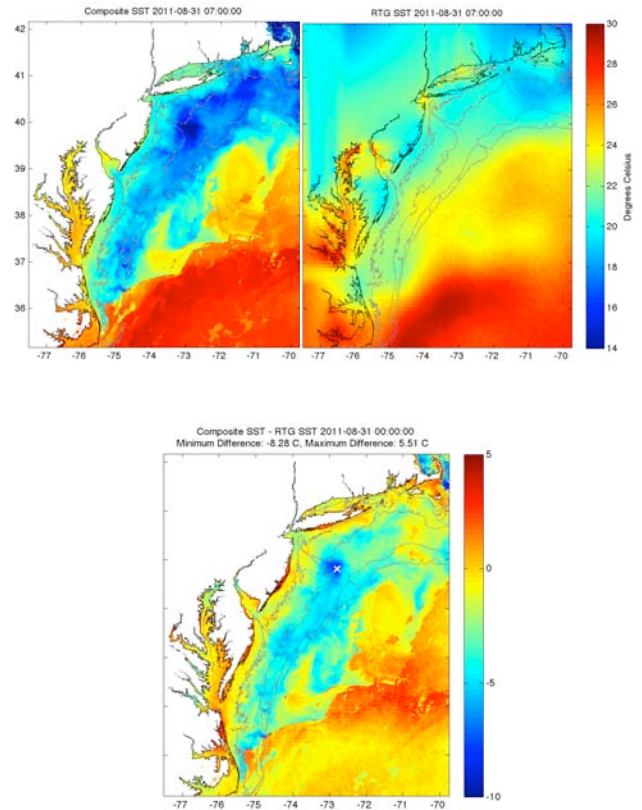 Composite SST 2011-08-31 07:00:00
RTG SST 2011-08-31 07:00:00
42
41
40
39
38
37
36
-77 -76 -75 -74 -73 -72 -71 -70
-77 -76 -75 -74 -73 -72 -71 -70
30
28
26
24
22
20
18
16
14
Degrees Celsius
Composite SST - RTG SST 2011-08-31 00:00:00
Minimum Difference: -8.28 C, Maximum Difference: 5.51 C
5
0
-5
-10
-77 -76 -75 -74 -73 -72 -71 -70